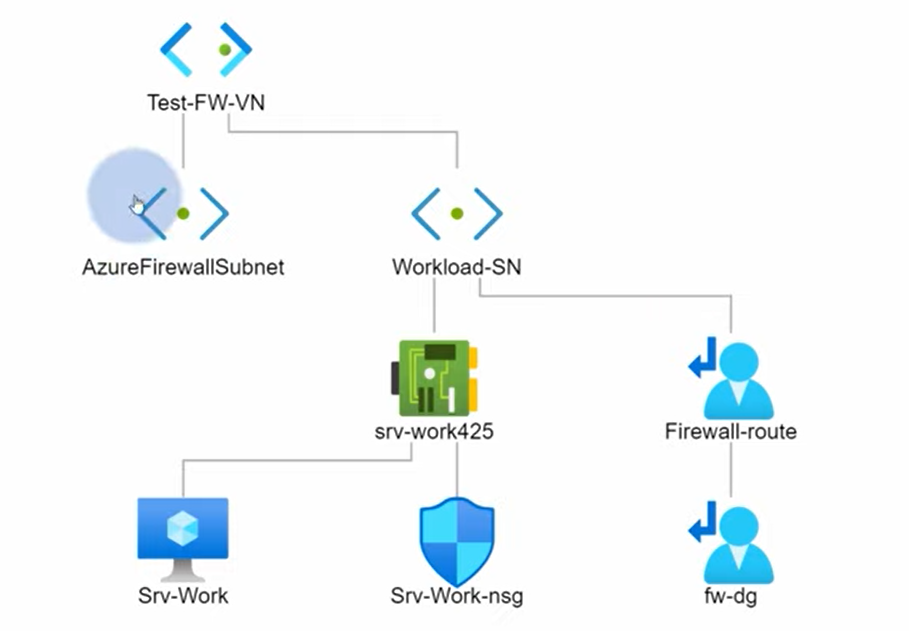 Test-FW-VN
AzureFirewallSubnet
Workload-SN
srv-work425
Firewall-route
Srv-Work
Srv-Work-nsg
fw-dg